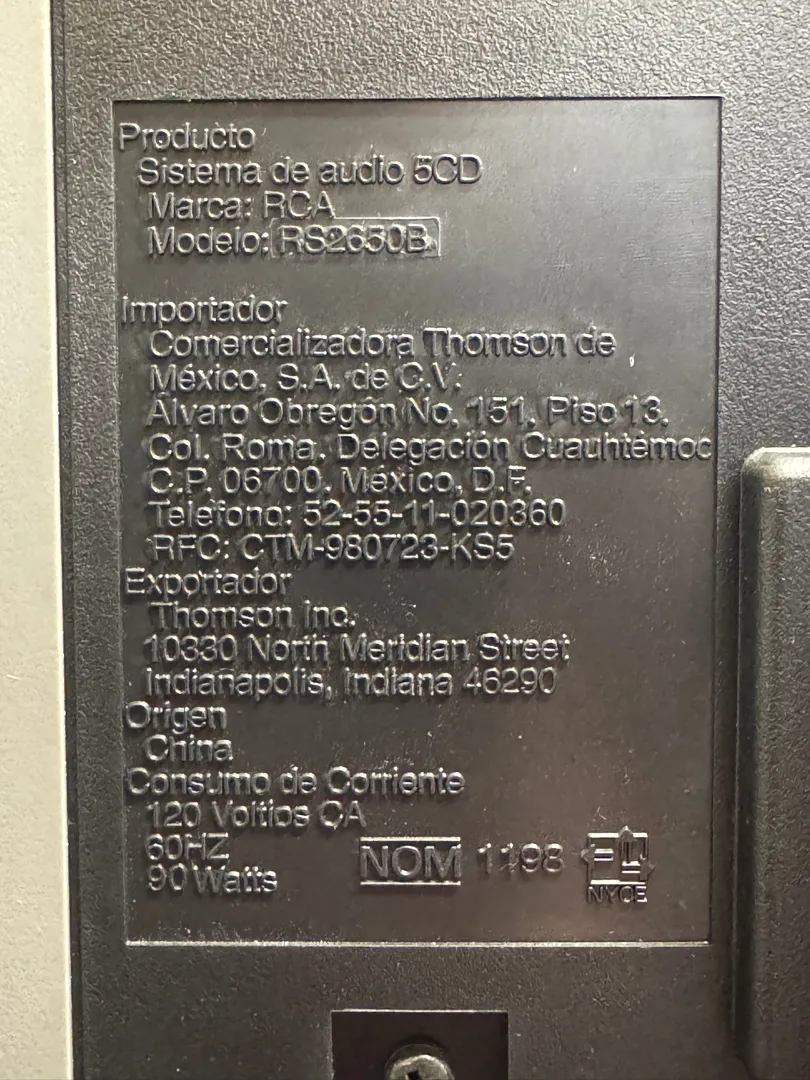 Producto
Sistema de audio 5CD
Marca: RCA
Modelo: RS2650B
Importador
Comercializadora Thomson de
México, S.A. de C.V.
Álvaro Obregón No. 151, Piso 13,
Col. Roma. Delegación Cuauhtémoc
C.P. 06700, México, D.F.
Teléfono: 52-55-11-020360
RFC: CTM-980723-KS5
Exportador
Thomson Inc.
10330 North Meridian Street
Indianapolis, Indiana 46290
Origen
China
Consumo de Corriente
120 Voltios CA
60HZ
90 Watts
NOM 1198
NYCE